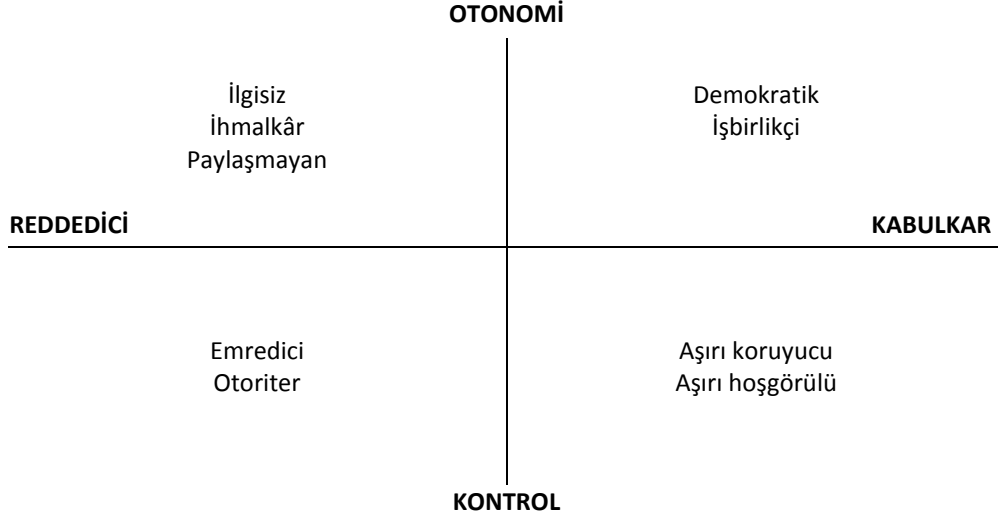 OTONOMİ
İlgisiz
İhmalkâr
Paylaşmayan
Demokratik
İşbirlikçi
REDDEDİCİ
KABULKAR
Emredici
Otoriter
Aşırı koruyucu
Aşırı hoşgörülü
KONTROL